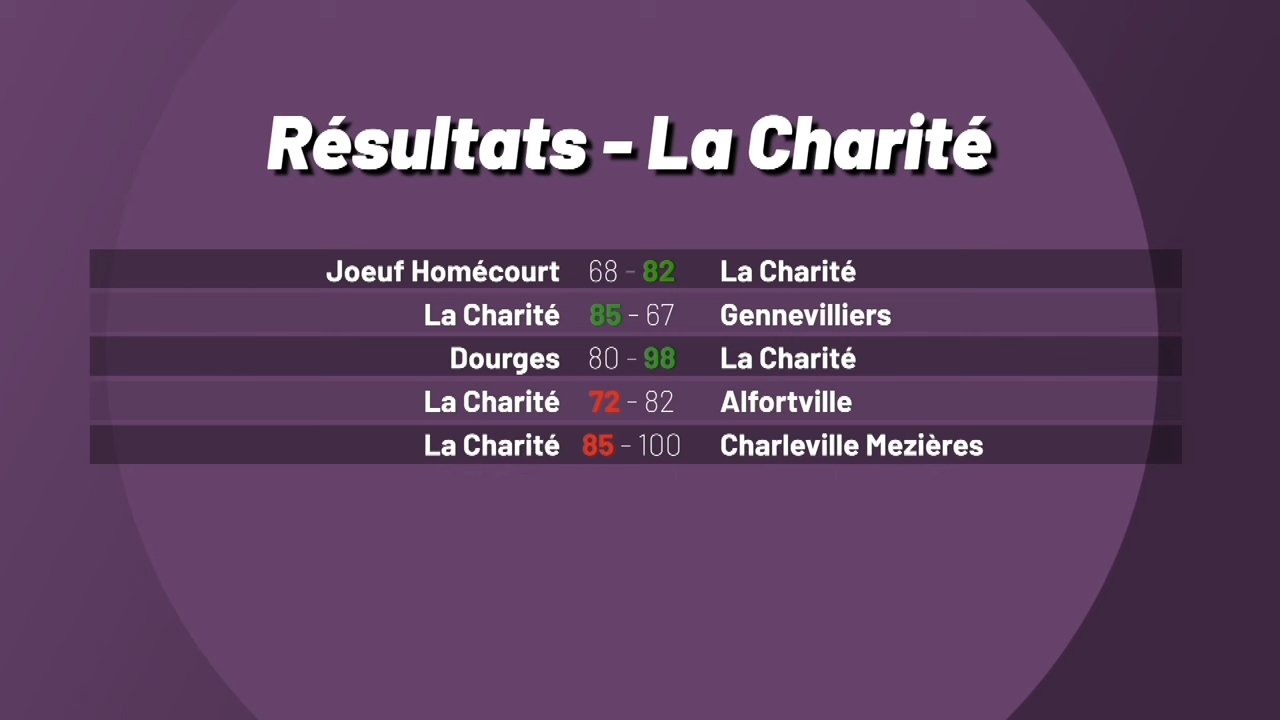 Résultats - La Charité
Joeuf Homécourt 68 - 82 La Charité
La Charité 85 - 67 Gennevilliers
Dourges 80 - 98 La Charité
La Charité 72 - 82 Alfortville
La Charité 85 - 100 Charleville Mezières